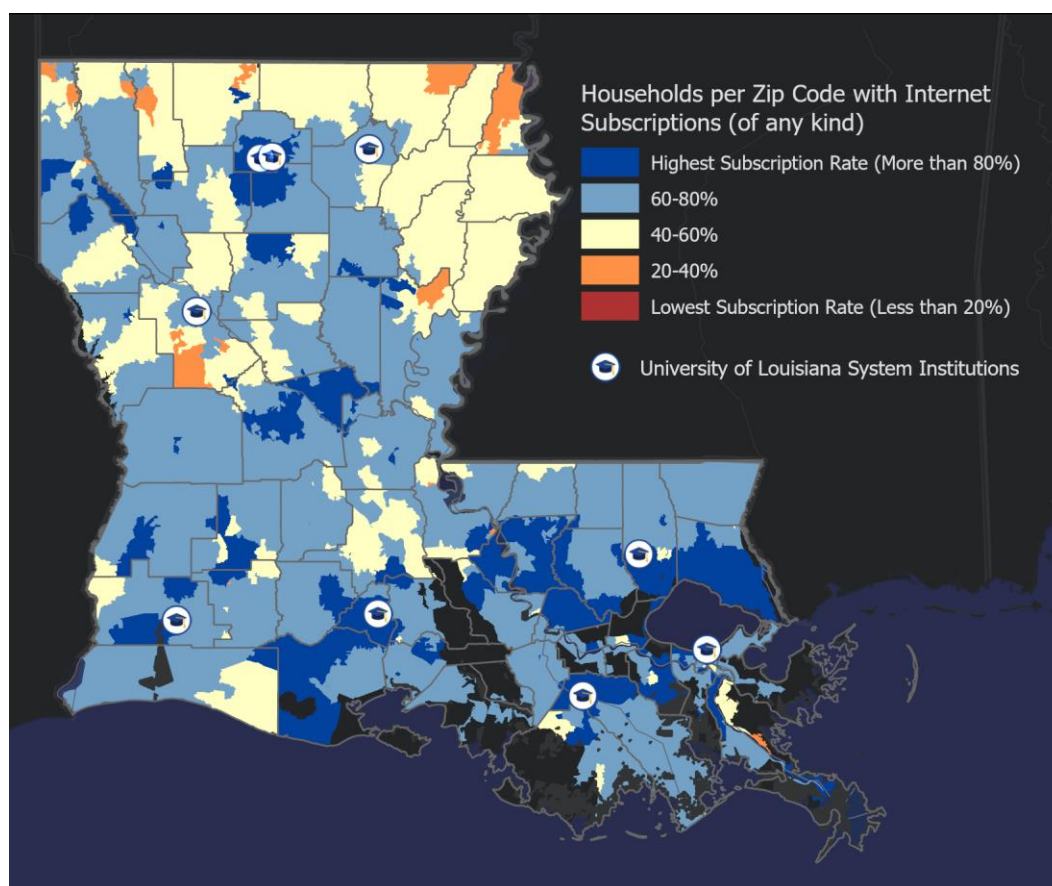 Households per Zip Code with Internet
Subscriptions (of any kind)
Highest Subscription Rate (More than 80%)
60-80%
40-60%
20-40%
Lowest Subscription Rate (Less than 20%)
University of Louisiana System Institutions